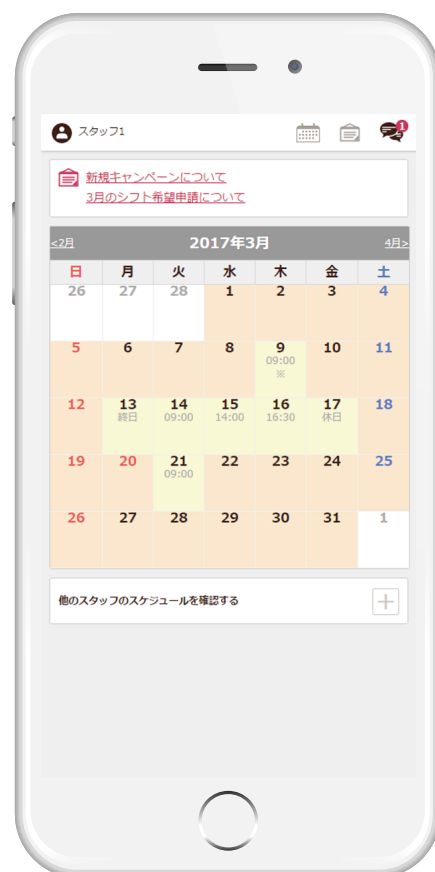 スタッフ1
1
新規キャンペーンについて
3月のシフト希望申請について
<2月 2017年3月 4月>
日 月 火 水 木 金 土
26 27 28 1 2 3 4
5 6 7 8 9 10 11
09:00
※
12 13 14 15 16 17 18
終日 09:00 14:00 16:30 休日
19 20 21 22 23 24 25
09:00
26 27 28 29 30 31 1
他のスタッフのスケジュールを確認する